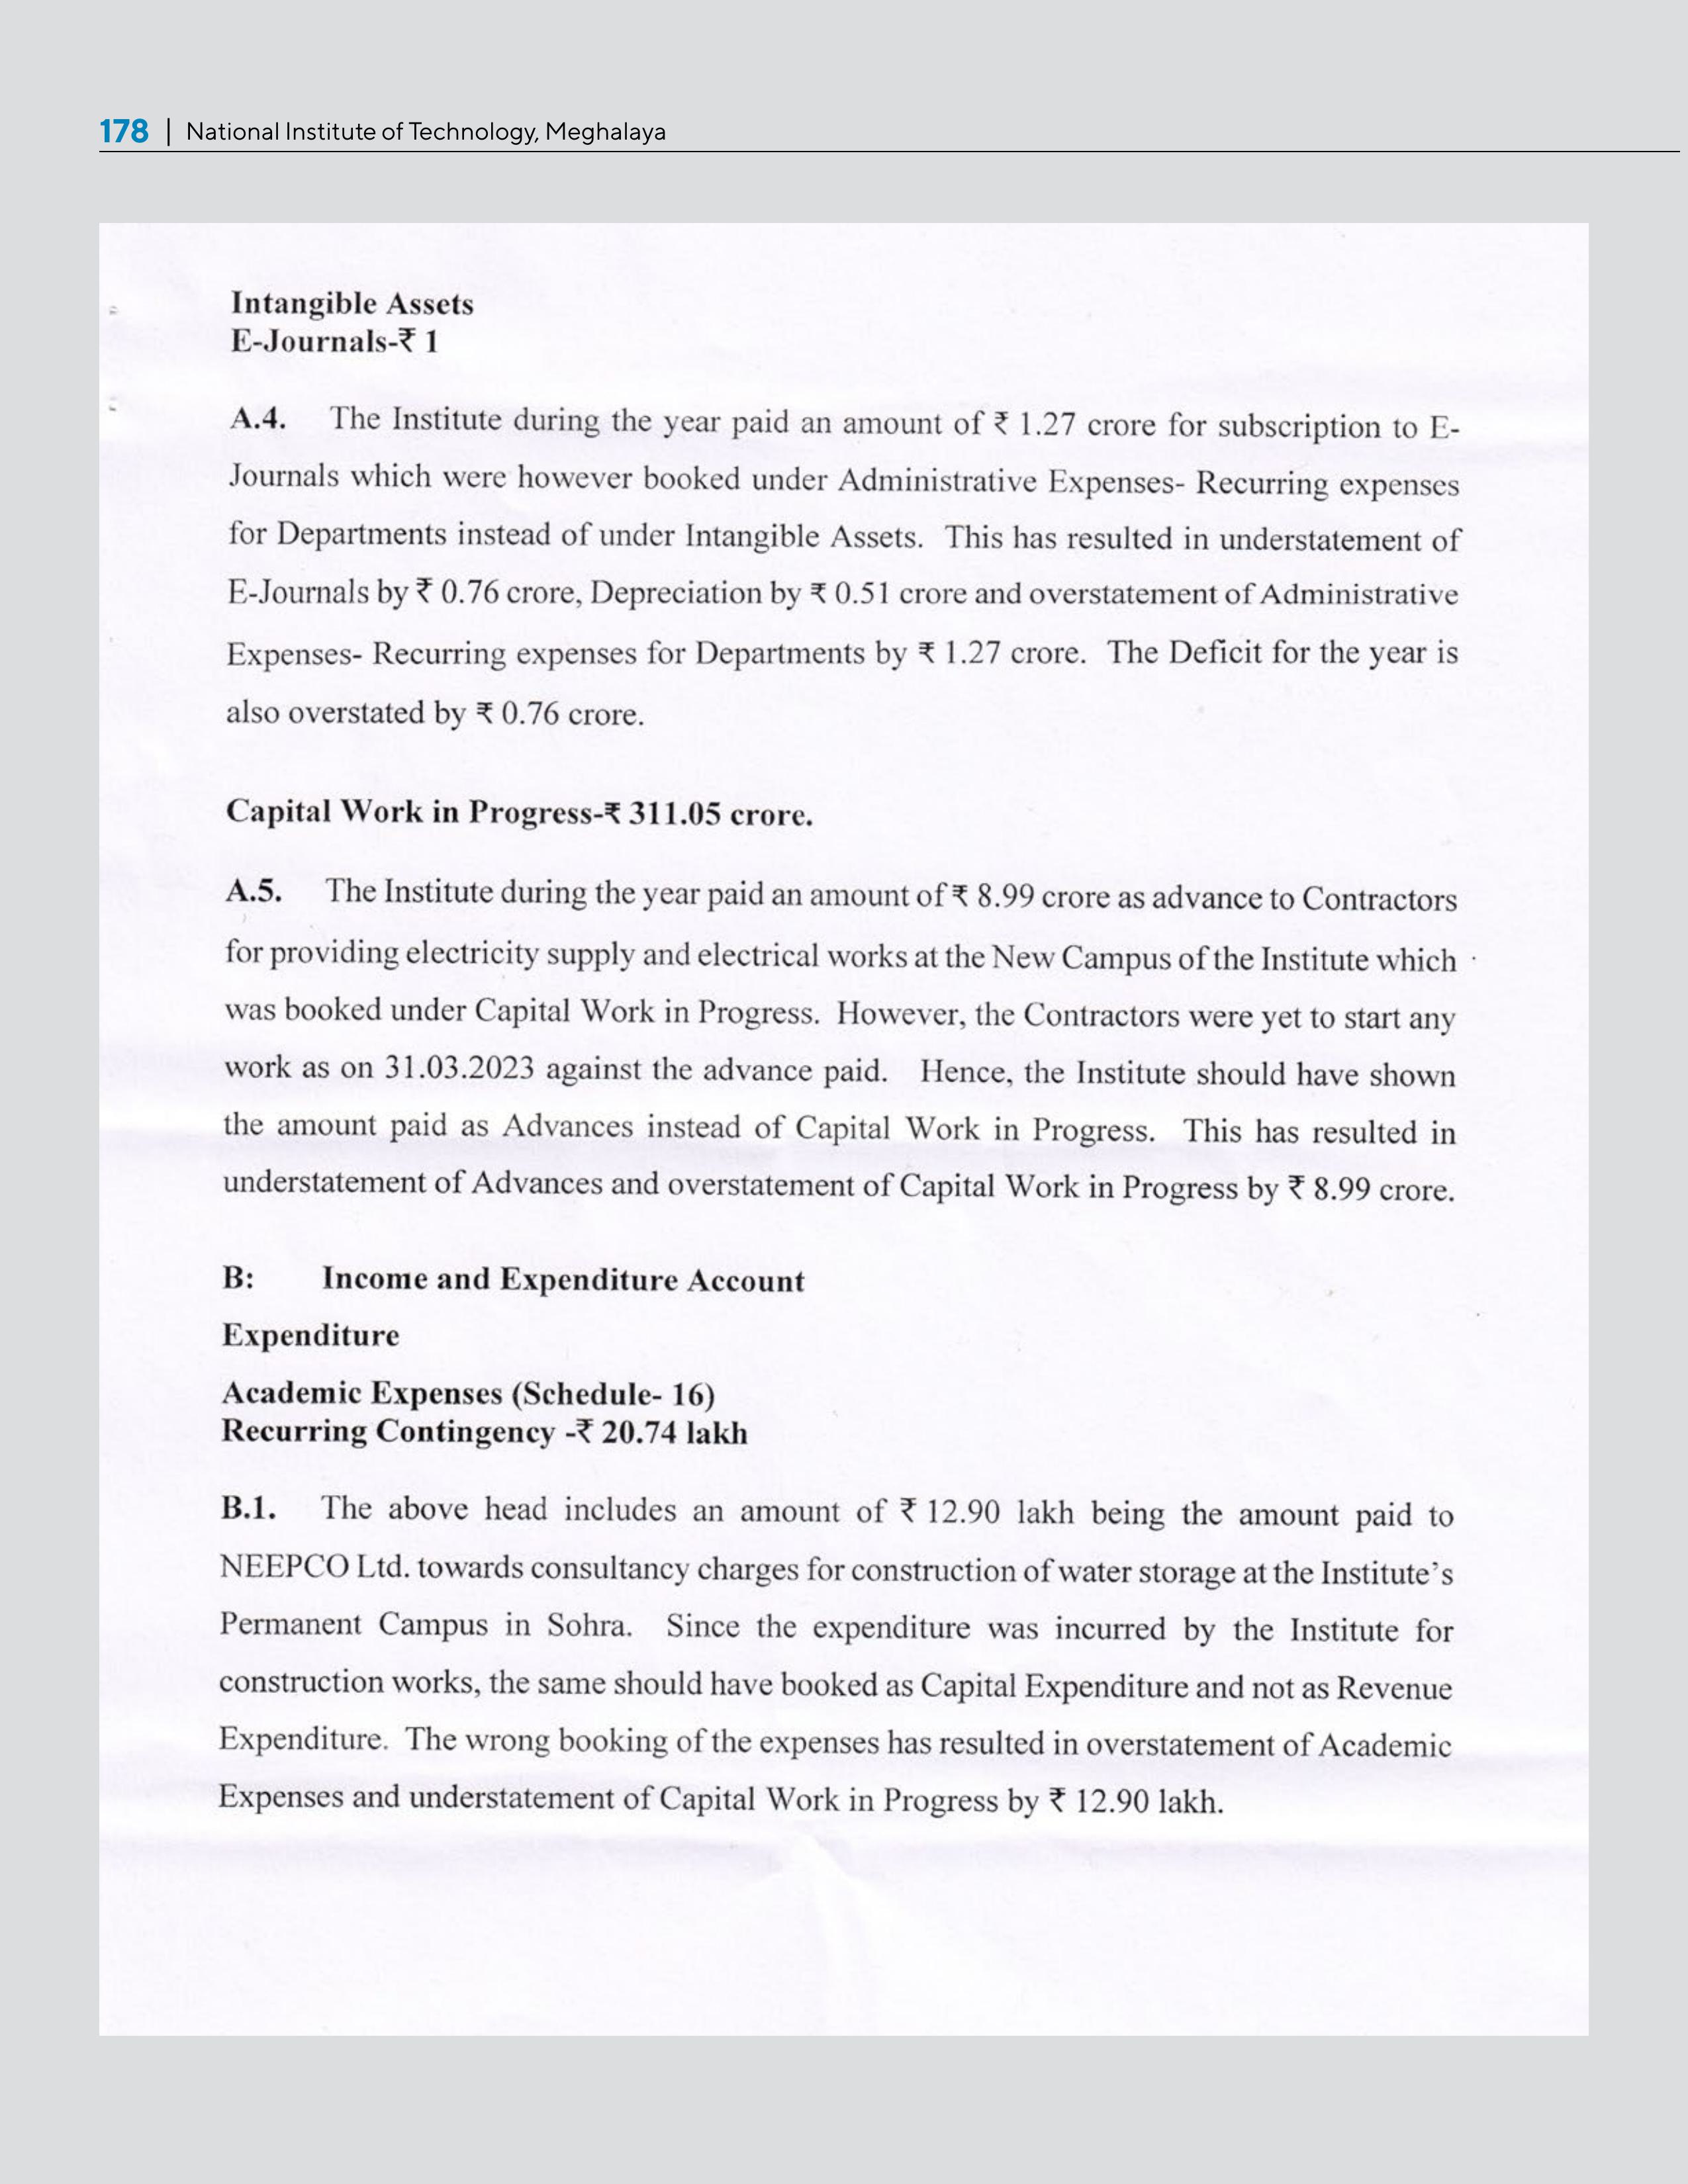 178 | National Institute of Technology, Meghalaya
Intangible Assets
E-Journals-₹ 1
A.4. The Institute during the year paid an amount of ₹ 1.27 crore for subscription to E-
Journals which were however booked under Administrative Expenses- Recurring expenses
for Departments instead of under Intangible Assets. This has resulted in understatement of
E-Journals by ₹ 0.76 crore, Depreciation by ₹ 0.51 crore and overstatement of Administrative
Expenses- Recurring expenses for Departments by ₹ 1.27 crore. The Deficit for the year is
also overstated by ₹ 0.76 crore.
Capital Work in Progress-₹ 311.05 crore.
A.5. The Institute during the year paid an amount of ₹ 8.99 crore as advance to Contractors
for providing electricity supply and electrical works at the New Campus of the Institute which
was booked under Capital Work in Progress. However, the Contractors were yet to start any
work as on 31.03.2023 against the advance paid. Hence, the Institute should have shown
the amount paid as Advances instead of Capital Work in Progress. This has resulted in
understatement of Advances and overstatement of Capital Work in Progress by ₹ 8.99 crore.
B: Income and Expenditure Account
Expenditure
Academic Expenses (Schedule- 16)
Recurring Contingency -₹ 20.74 lakh
B.1. The above head includes an amount of ₹ 12.90 lakh being the amount paid to
NEEPCO Ltd. towards consultancy charges for construction of water storage at the Institute's
Permanent Campus in Sohra. Since the expenditure was incurred by the Institute for
construction works, the same should have booked as Capital Expenditure and not as Revenue
Expenditure. The wrong booking of the expenses has resulted in overstatement of Academic
Expenses and understatement of Capital Work in Progress by ₹ 12.90 lakh.